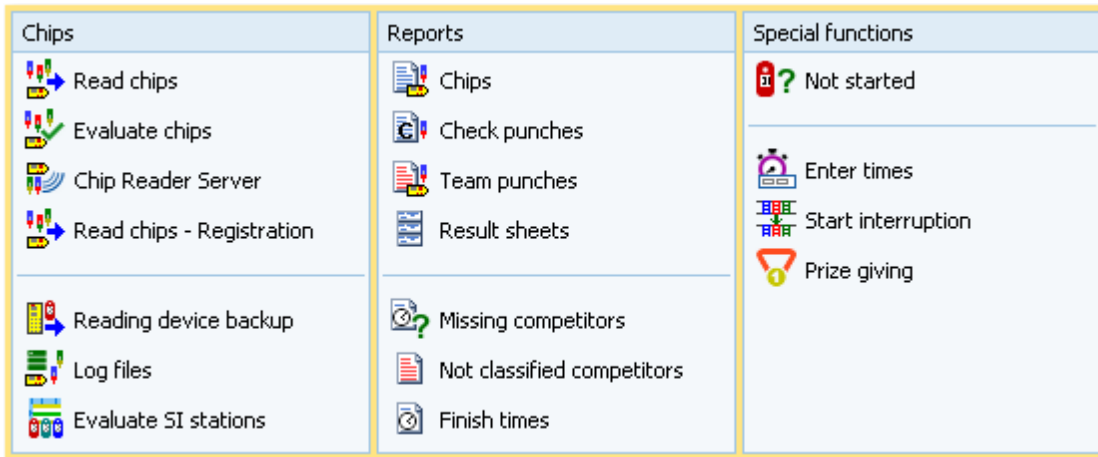 Chips
Read chips
Evaluate chips
Chip Reader Server
Read chips - Registration
Reading device backup
Log files
Evaluate SI stations
Reports
Chips
Check punches
Team punches
Result sheets
Missing competitors
Not classified competitors
Finish times
Special functions
Not started
Enter times
Start interruption
Prize giving